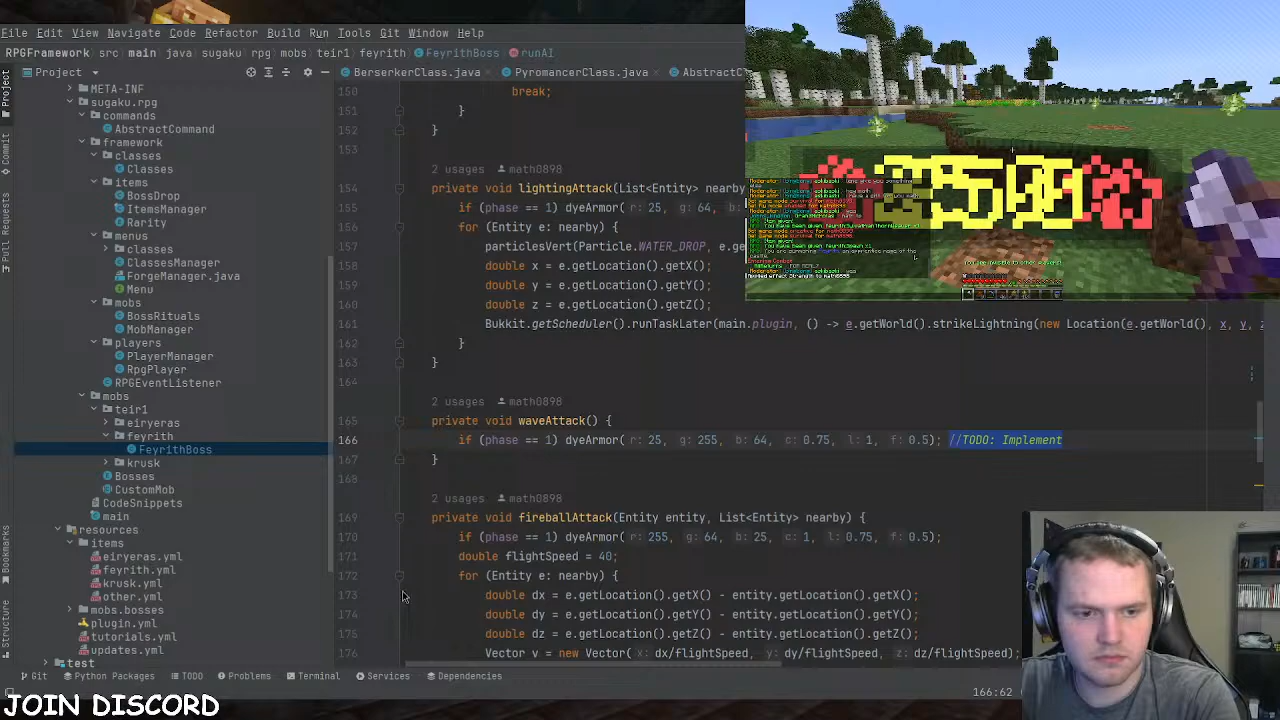 File Edit View Navigate Code Refactor Build Run Tools Git Window Help
RPGFramework src main java sugaku rpg mobs teir1 feyrith FeyrithBoss runAI
Project
BerserkerClass.java PyromancerClass.java AbstractC
META-INF
sugaku.rpg
commands
AbstractCommand
framework
classes
Classes
items
BossDrop
ItemsManager
Rarity
menus
classes
ClassesManager
ForgeManager.java
Menu
mobs
BossRituals
MobManager
players
PlayerManager
RpgPlayer
RPGEventListener
mobs
teir1
eiryeras
feyrith
FeyrithBoss
krusk
Bosses
CustomMob
CodeSnippets
main
resources
items
eiryeras.yml
feyrith.yml
krusk.yml
other.yml
mobs.bosses
plugin.yml
tutorials.yml
updates.yml
test
Project
Commit
Pull Requests
Bookmarks
Structure
150 break;
151 }
152 }
153
2 usages math0898
154 private void lightingAttack(List<Entity> nearby
155 if (phase == 1) dyeArmor( r: 25, g: 64, b:
156 for (Entity e: nearby) {
157 particlesVert(Particle.WATER_DROP, e.ge
158 double x = e.getLocation().getX();
159 double y = e.getLocation().getY();
160 double z = e.getLocation().getZ();
161 Bukkit.getScheduler().runTaskLater(main.plugin, () -> e.getWorld().strikeLightning(new Location(e.getWorld(), x, y, z
162 }
163 }
164
2 usages math0898
165 private void waveAttack() {
166 if (phase == 1) dyeArmor( r: 25, g: 255, b: 64, c: 0.75, l: 1, f: 0.5); //TODO: Implement
167 }
168
2 usages math0898
169 private void fireballAttack(Entity entity, List<Entity> nearby) {
170 if (phase == 1) dyeArmor( r: 255, g: 64, b: 25, c: 1, l: 0.75, f: 0.5);
171 double flightSpeed = 40;
172 for (Entity e: nearby) {
173 double dx = e.getLocation().getX() - entity.getLocation().getX();
174 double dy = e.getLocation().getY() - entity.getLocation().getY();
175 double dz = e.getLocation().getZ() - entity.getLocation().getZ();
176 Vector v = new Vector( x: dx/flightSpeed, y: dy/flightSpeed, z: dz/flightSpeed);
Git Python Packages TODO Problems Terminal Services Dependencies
166:62
JOIN DISCORD